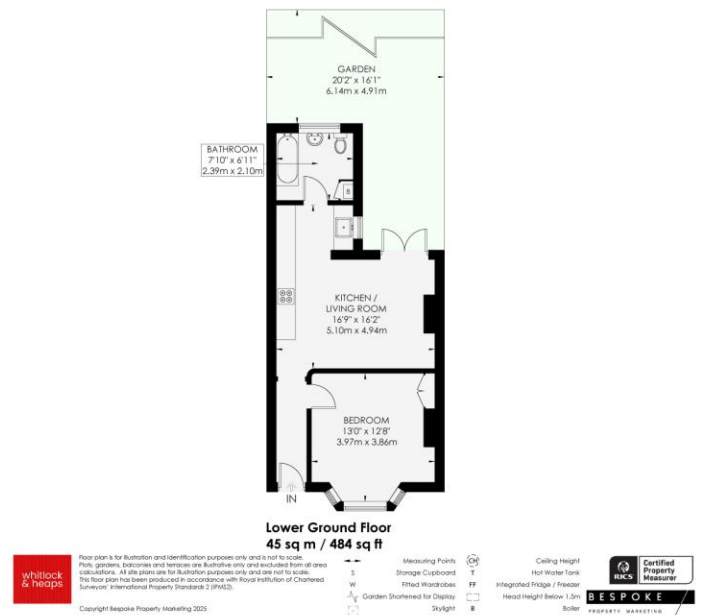 GARDEN
20'2" x 16'1"
6.14m x 4.91m
BATHROOM
7'10" x 6'11"
2.39m x 2.10m
B
KITCHEN /
LIVING ROOM
16'9" x 16'2"
5.10m x 4.94m
BEDROOM
13'0" x 12'8"
3.97m x 3.86m
IN
Lower Ground Floor
45 sq m / 484 sq ft
whitlock
& heaps
Floor plan is for illustration and identification purposes only and is not to scale.
Plots, gardens, balconies and terraces are illustrative only and excluded from all area
calculations. All site plans are for illustration purposes only and are not to scale.
This floor plan has been produced in accordance with Royal Institution of Chartered
Surveyors' International Property Standards 2 (IPMS2).
Copyright Bespoke Property Marketing 2025
Measuring Points
CH Ceiling Height
S Storage Cupboard
T Hot Water Tank
W Fitted Wardrobes
FF Integrated Fridge / Freezer
Garden Shortened for Display
Head Height Below 1.5m
Skylight
B Boiler
RICS
Certified
Property
Measurer
BESPOKE
PROPERTY MARKETING